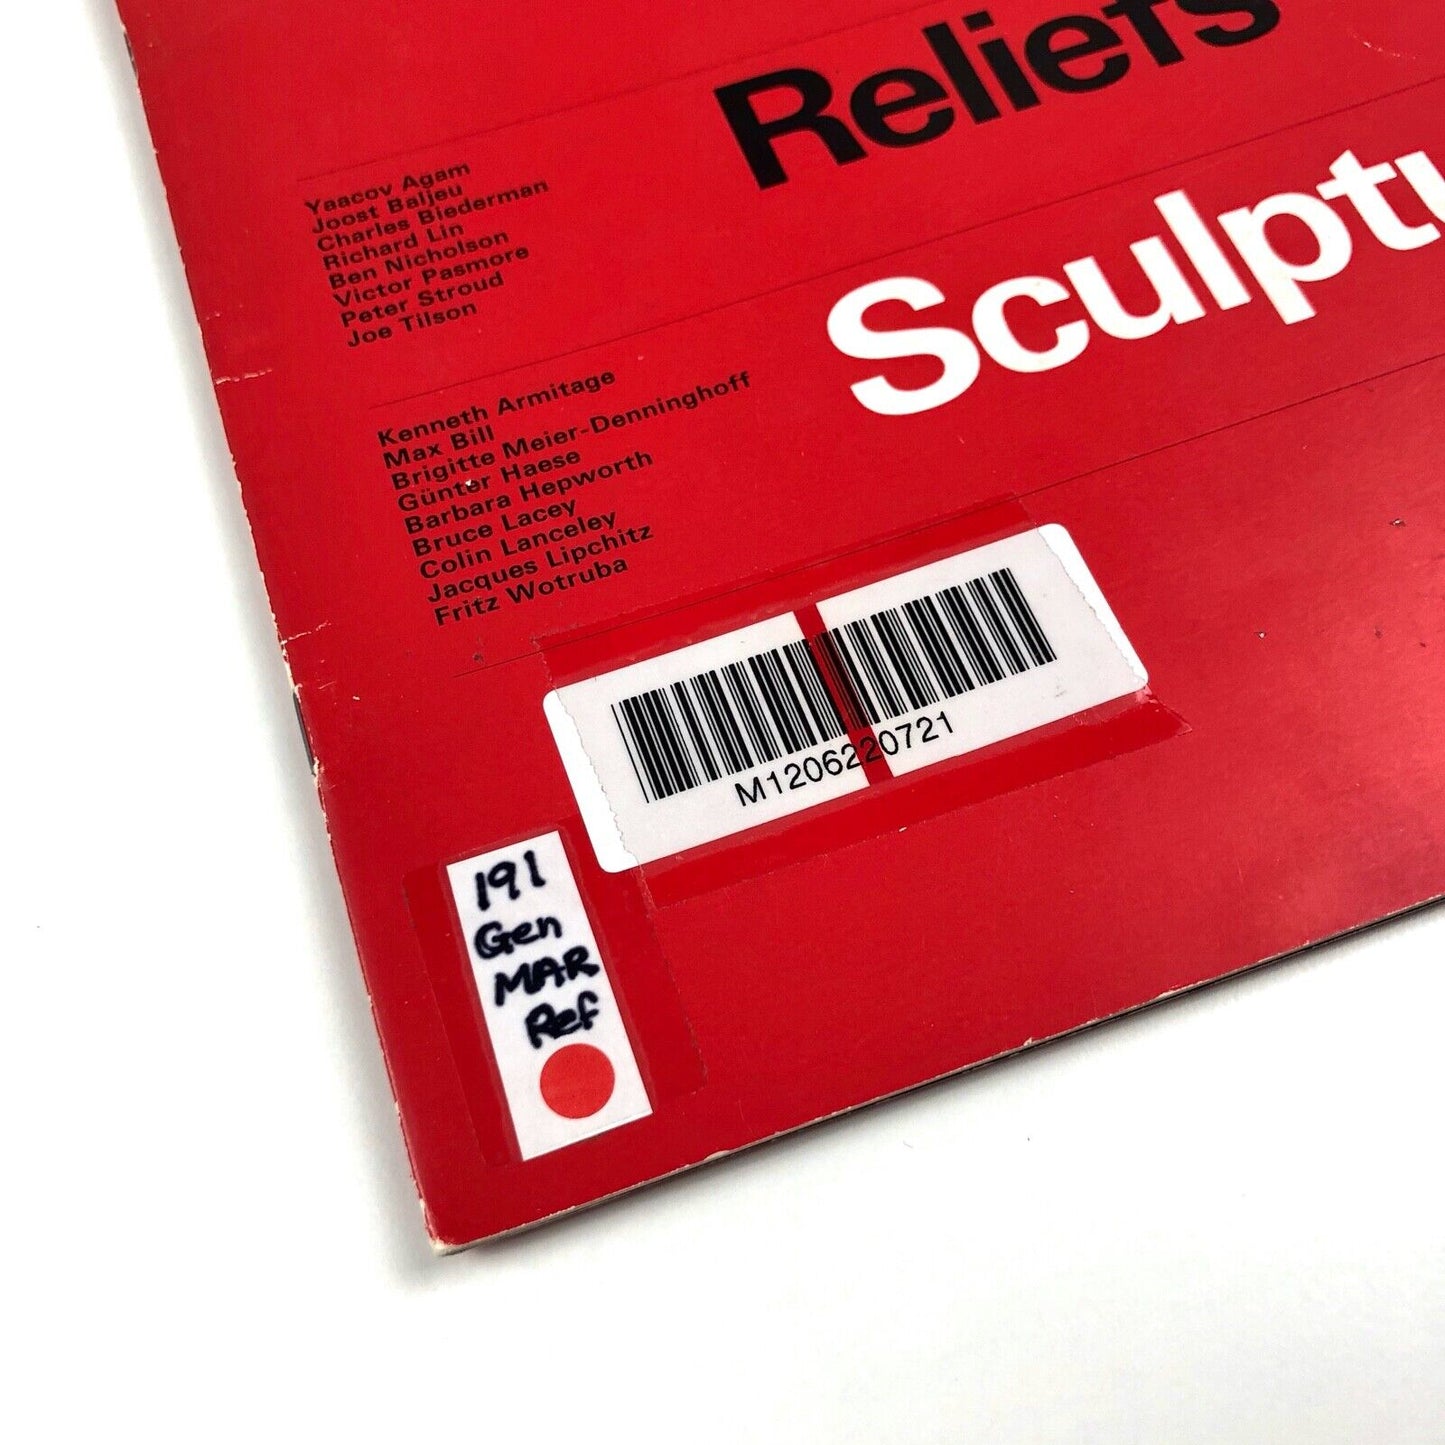 Reliefs
Yaacov Agam
Joost Baljeu
Charles Biederman
Richard Lin
Ben Nicholson
Victor Pasmore
Peter Stroud
Joe Tilson
Sculptu
Kenneth Armitage
Max Bill
Brigitte Meier-Denninghoff
Günter Haese
Barbara Hepworth
Bruce Lacey
Colin Lanceley
Jacques Lipchitz
Fritz Wotruba
M1206220721
191
Gen
MAR
Ref